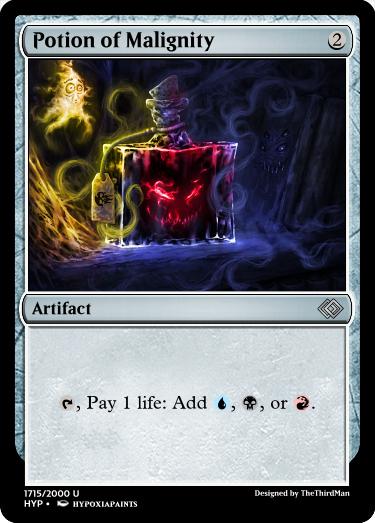 Potion of Malignity 2
Artifact
, Pay 1 life: Add , , or .
1715/2000 U
HYP • HYPOXIAPAINTS
Designed by TheThirdMan